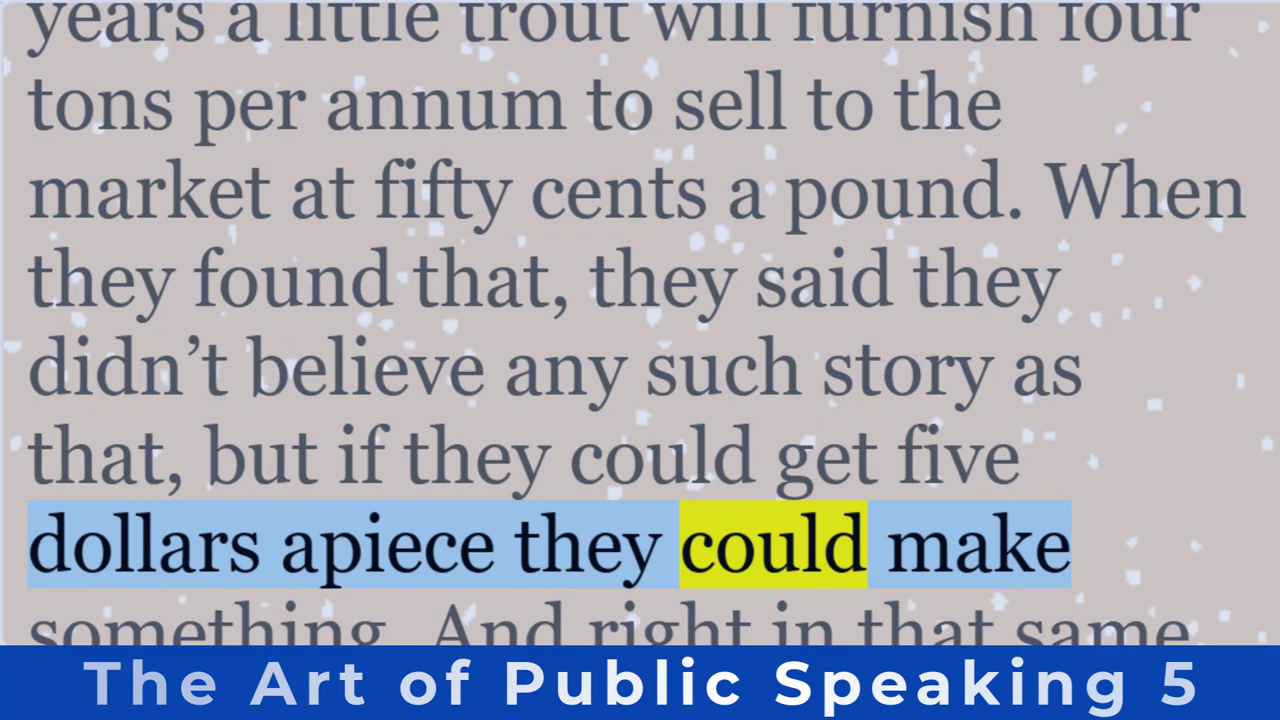 years a little trout will furnish four
tons per annum to sell to the
market at fifty cents a pound. When
they found that, they said they
didn’t believe any such story as
that, but if they could get five
dollars apiece they could make
something. And right in that same
The Art of Public Speaking 5